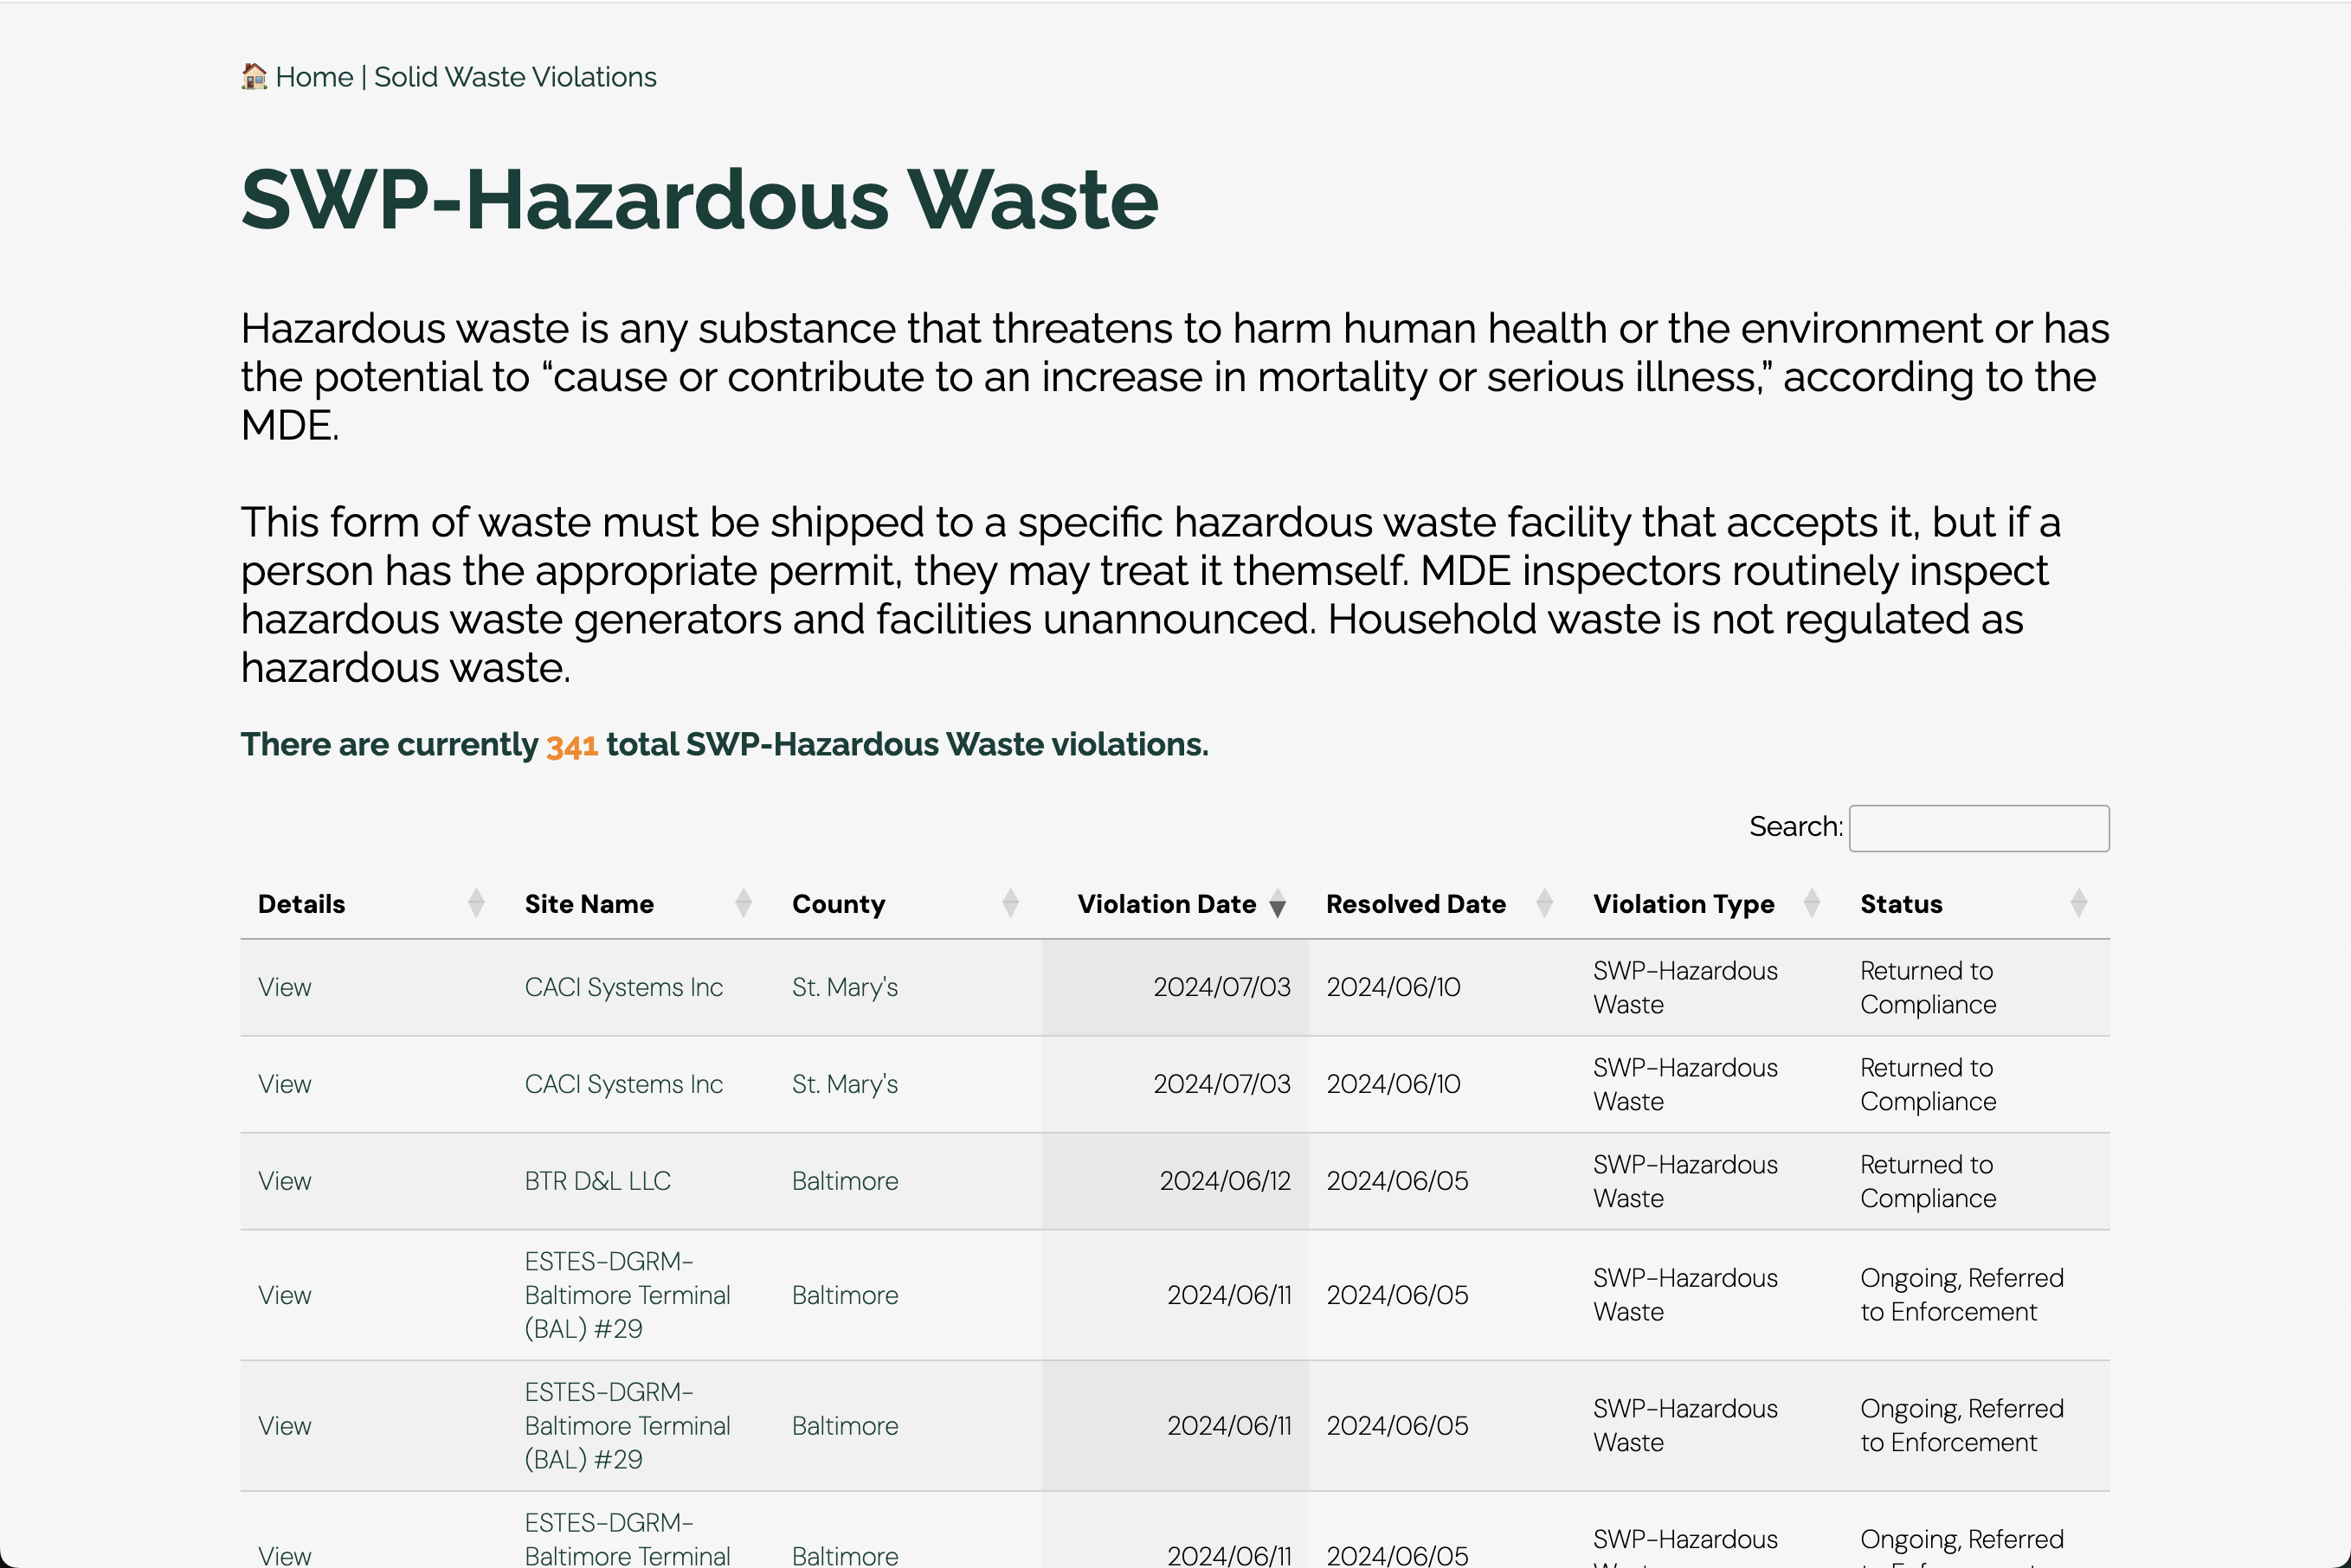 Home | Solid Waste Violations
SWP-Hazardous Waste
Hazardous waste is any substance that threatens to harm human health or the environment or has
the potential to “cause or contribute to an increase in mortality or serious illness,” according to the
MDE.
This form of waste must be shipped to a specific hazardous waste facility that accepts it, but if a
person has the appropriate permit, they may treat it themself. MDE inspectors routinely inspect
hazardous waste generators and facilities unannounced. Household waste is not regulated as
hazardous waste.
There are currently 341 total SWP-Hazardous Waste violations.
Search:
Details Site Name County Violation Date Resolved Date Violation Type Status
View CACI Systems Inc St. Mary's 2024/07/03 2024/06/10 SWP-Hazardous Waste Returned to Compliance
View CACI Systems Inc St. Mary's 2024/07/03 2024/06/10 SWP-Hazardous Waste Returned to Compliance
View BTR D&L LLC Baltimore 2024/06/12 2024/06/05 SWP-Hazardous Waste Returned to Compliance
View ESTES-DGRM-Baltimore Terminal (BAL) #29 Baltimore 2024/06/11 2024/06/05 SWP-Hazardous Waste Ongoing, Referred to Enforcement
View ESTES-DGRM-Baltimore Terminal (BAL) #29 Baltimore 2024/06/11 2024/06/05 SWP-Hazardous Waste Ongoing, Referred to Enforcement
View ESTES-DGRM-Baltimore Terminal Baltimore 2024/06/11 2024/06/05 SWP-Hazardous Ongoing, Referred